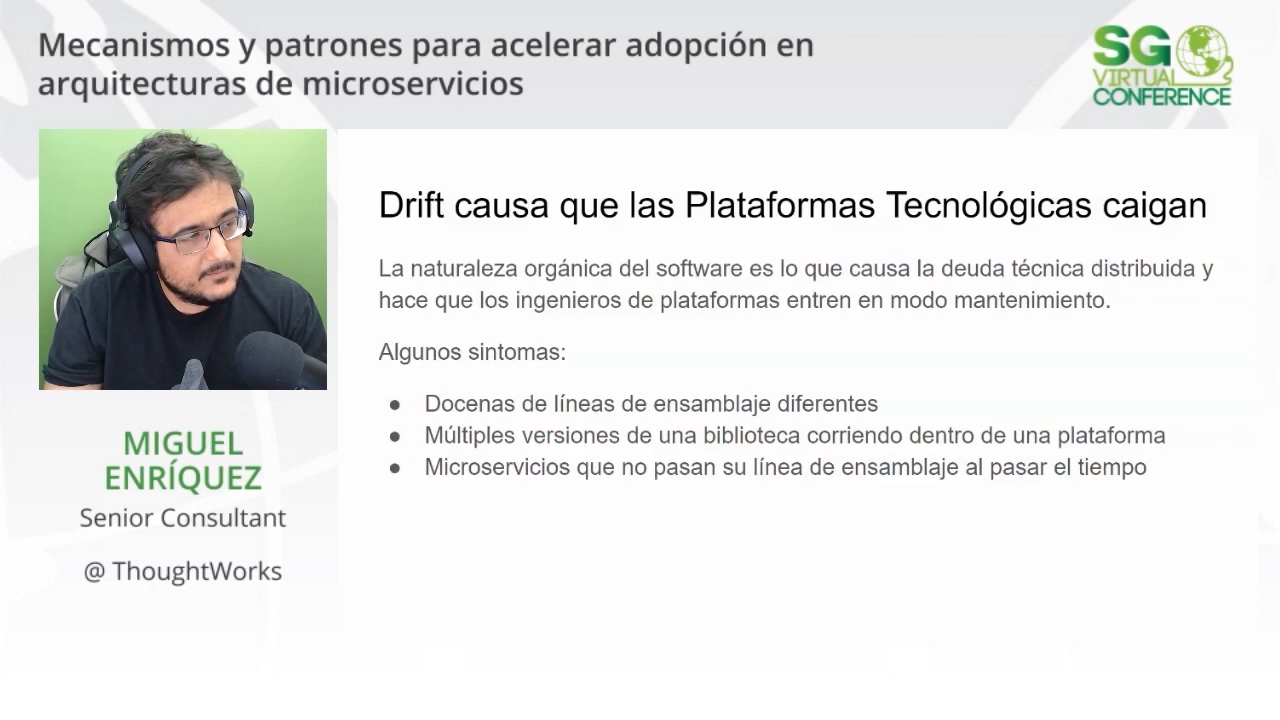 Mecanismos y patrones para acelerar adopción en
arquitecturas de microservicios
SG
VIRTUAL
CONFERENCE
Drift causa que las Plataformas Tecnológicas caigan
La naturaleza orgánica del software es lo que causa la deuda técnica distribuida y
hace que los ingenieros de plataformas entren en modo mantenimiento.
Algunos sintomas:
● Docenas de líneas de ensamblaje diferentes
● Múltiples versiones de una biblioteca corriendo dentro de una plataforma
● Microservicios que no pasan su línea de ensamblaje al pasar el tiempo
MIGUEL
ENRÍQUEZ
Senior Consultant
@ ThoughtWorks